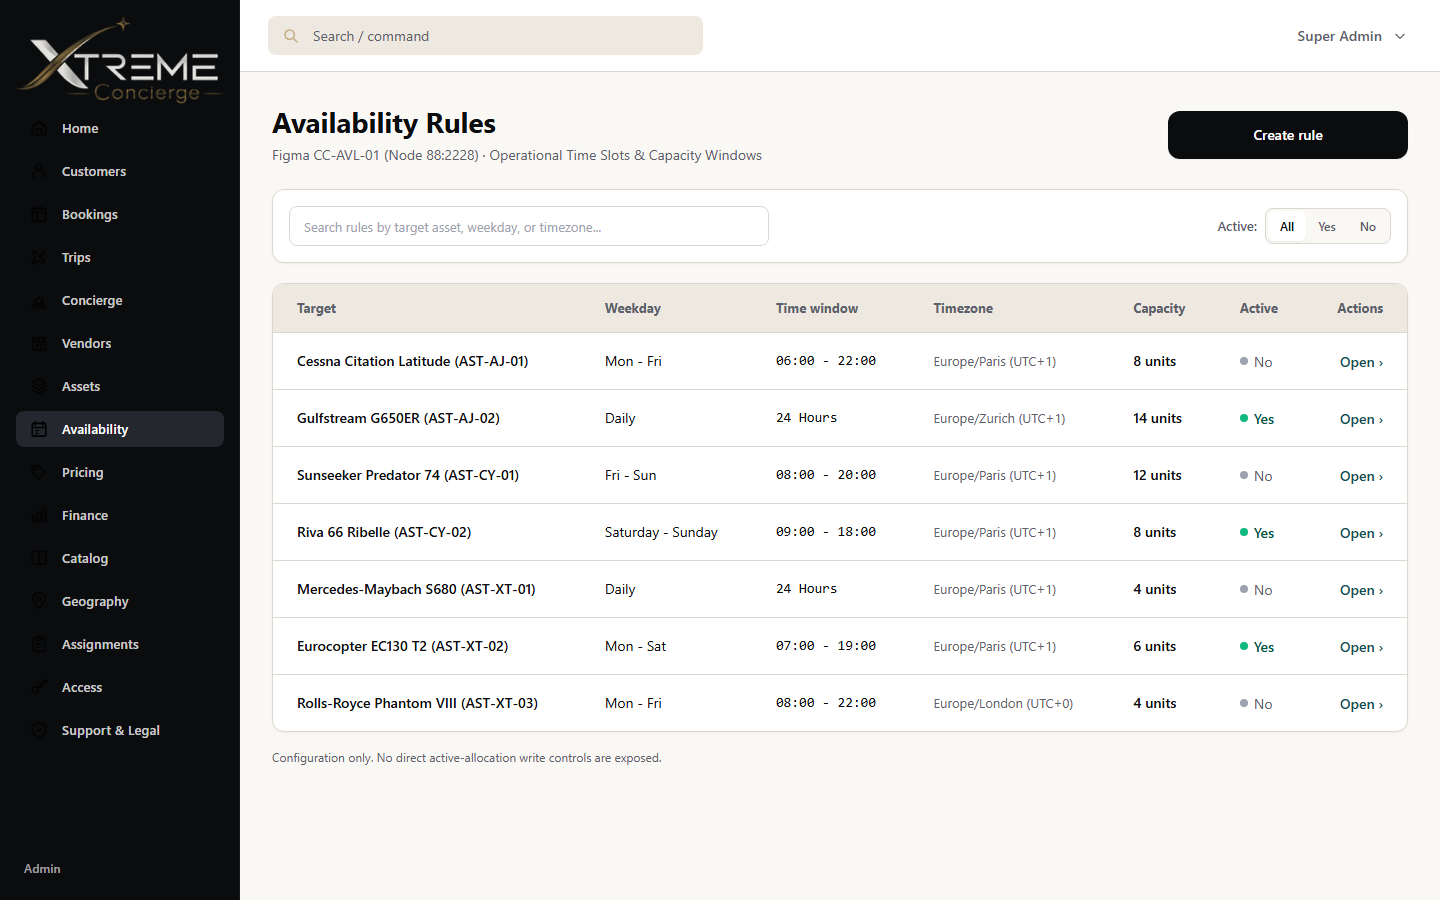 XTREME
Concierge
Search / command
Super Admin
Home
Customers
Bookings
Trips
Concierge
Vendors
Assets
Availability
Pricing
Finance
Catalog
Geography
Assignments
Access
Support & Legal
Admin
Availability Rules
Figma CC-AVL-01 (Node 88:2228) · Operational Time Slots & Capacity Windows
Create rule
Search rules by target asset, weekday, or timezone...
Active: All Yes No
Target Weekday Time window Timezone Capacity Active Actions
Cessna Citation Latitude (AST-AJ-01) Mon - Fri 06:00 - 22:00 Europe/Paris (UTC+1) 8 units No Open ›
Gulfstream G650ER (AST-AJ-02) Daily 24 Hours Europe/Zurich (UTC+1) 14 units Yes Open ›
Sunseeker Predator 74 (AST-CY-01) Fri - Sun 08:00 - 20:00 Europe/Paris (UTC+1) 12 units No Open ›
Riva 66 Ribelle (AST-CY-02) Saturday - Sunday 09:00 - 18:00 Europe/Paris (UTC+1) 8 units Yes Open ›
Mercedes-Maybach S680 (AST-XT-01) Daily 24 Hours Europe/Paris (UTC+1) 4 units No Open ›
Eurocopter EC130 T2 (AST-XT-02) Mon - Sat 07:00 - 19:00 Europe/Paris (UTC+1) 6 units Yes Open ›
Rolls-Royce Phantom VIII (AST-XT-03) Mon - Fri 08:00 - 22:00 Europe/London (UTC+0) 4 units No Open ›
Configuration only. No direct active-allocation write controls are exposed.